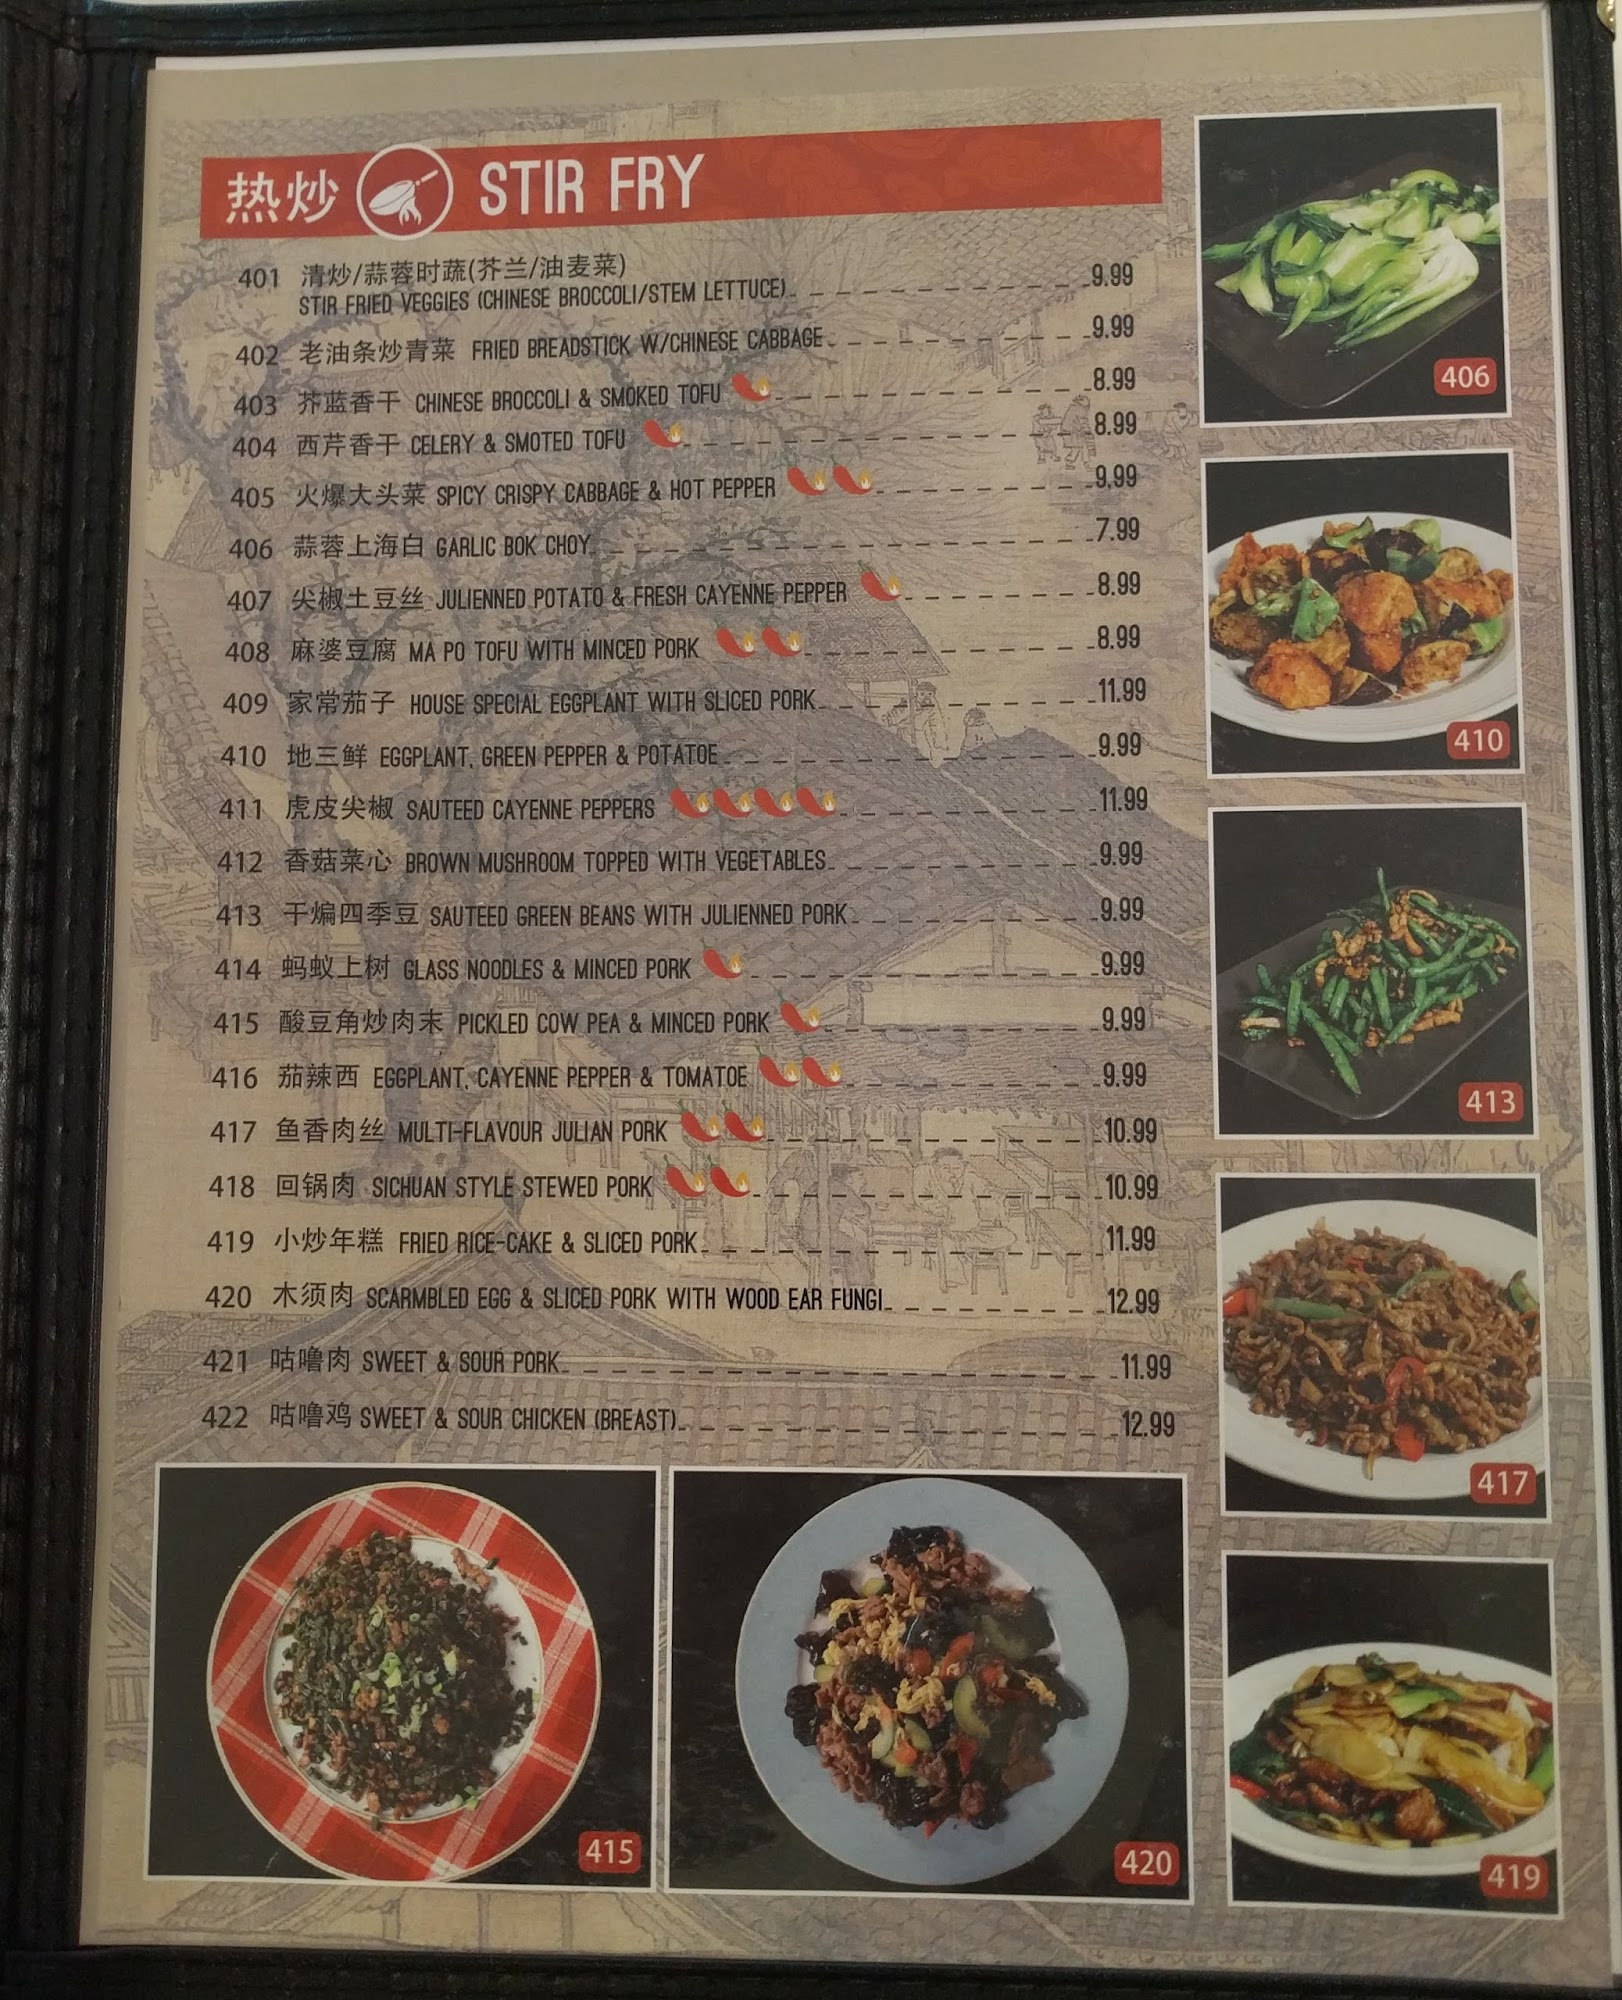 热炒 STIR FRY
401 清炒/蒜蓉时蔬(芥兰/油麦菜)
STIR FRIED VEGGIES (CHINESE BROCCOLI/STEM LETTUCE) 9.99
402 老油条炒青菜 FRIED BREADSTICK W/CHINESE CABBAGE 9.99
403 芥蓝香干 CHINESE BROCCOLI & SMOKED TOFU 8.99
404 西芹香干 CELERY & SMOTED TOFU 8.99
405 火爆大头菜 SPICY CRISPY CABBAGE & HOT PEPPER 9.99
406 蒜蓉上海白 GARLIC BOK CHOY 7.99
407 尖椒土豆丝 JULIENNED POTATO & FRESH CAYENNE PEPPER 8.99
408 麻婆豆腐 MA PO TOFU WITH MINCED PORK 8.99
409 家常茄子 HOUSE SPECIAL EGGPLANT WITH SLICED PORK 11.99
410 地三鲜 EGGPLANT, GREEN PEPPER & POTATOE 9.99
411 虎皮尖椒 SAUTEED CAYENNE PEPPERS 11.99
412 香菇菜心 BROWN MUSHROOM TOPPED WITH VEGETABLES 9.99
413 干煸四季豆 SAUTEED GREEN BEANS WITH JULIENNED PORK 9.99
414 蚂蚁上树 GLASS NOODLES & MINCED PORK 9.99
415 酸豆角炒肉末 PICKLED COW PEA & MINCED PORK 9.99
416 茄辣西 EGGPLANT, CAYENNE PEPPER & TOMATOE 9.99
417 鱼香肉丝 MULTI-FLAVOUR JULIAN PORK 10.99
418 回锅肉 SICHUAN STYLE STEWED PORK 10.99
419 小炒年糕 FRIED RICE-CAKE & SLICED PORK 11.99
420 木须肉 SCARMBLED EGG & SLICED PORK WITH WOOD EAR FUNGI 12.99
421 咕噜肉 SWEET & SOUR PORK 11.99
422 咕噜鸡 SWEET & SOUR CHICKEN (BREAST) 12.99
406
410
413
417
419
415
420